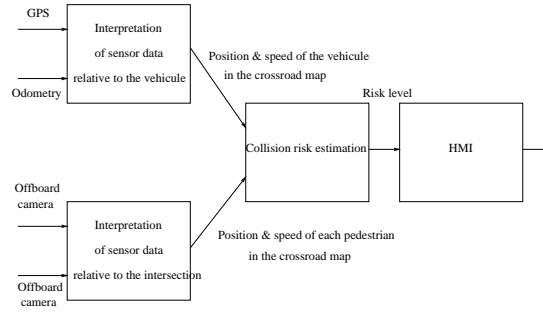 GPS
Odometry
Interpretation
of sensor data
relative to the vehicule
Position & speed of the vehicule
in the crossroad map
Collision risk estimation
Risk level
HMI
Offboard
camera
Offboard
camera
Interpretation
of sensor data
relative to the intersection
Position & speed of each pedestrian
in the crossroad map